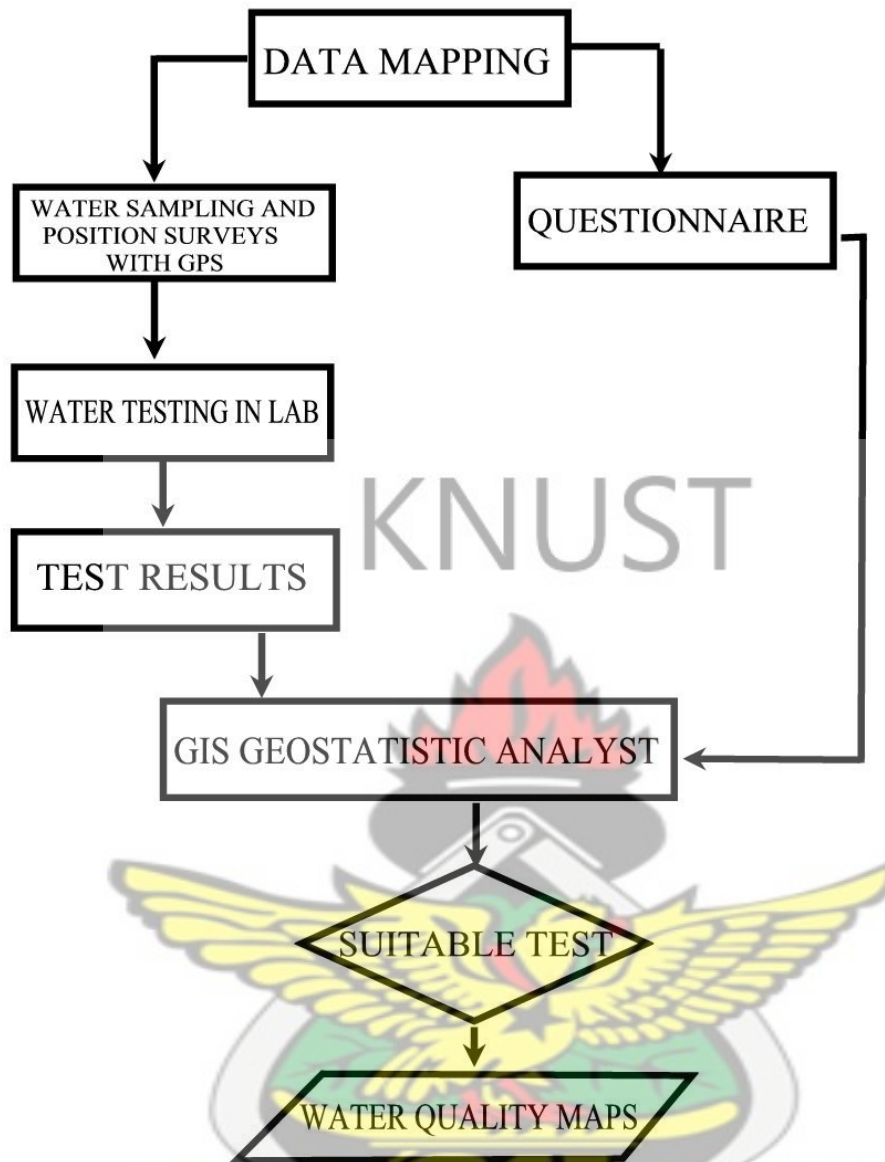 DATA MAPPING
WATER SAMPLING AND
POSITION SURVEYS
WITH GPS
QUESTIONNAIRE
WATER TESTING IN LAB
KNUST
TEST RESULTS
GIS GEOSTATISTIC ANALYST
SUITABLE TEST
WATER QUALITY MAPS